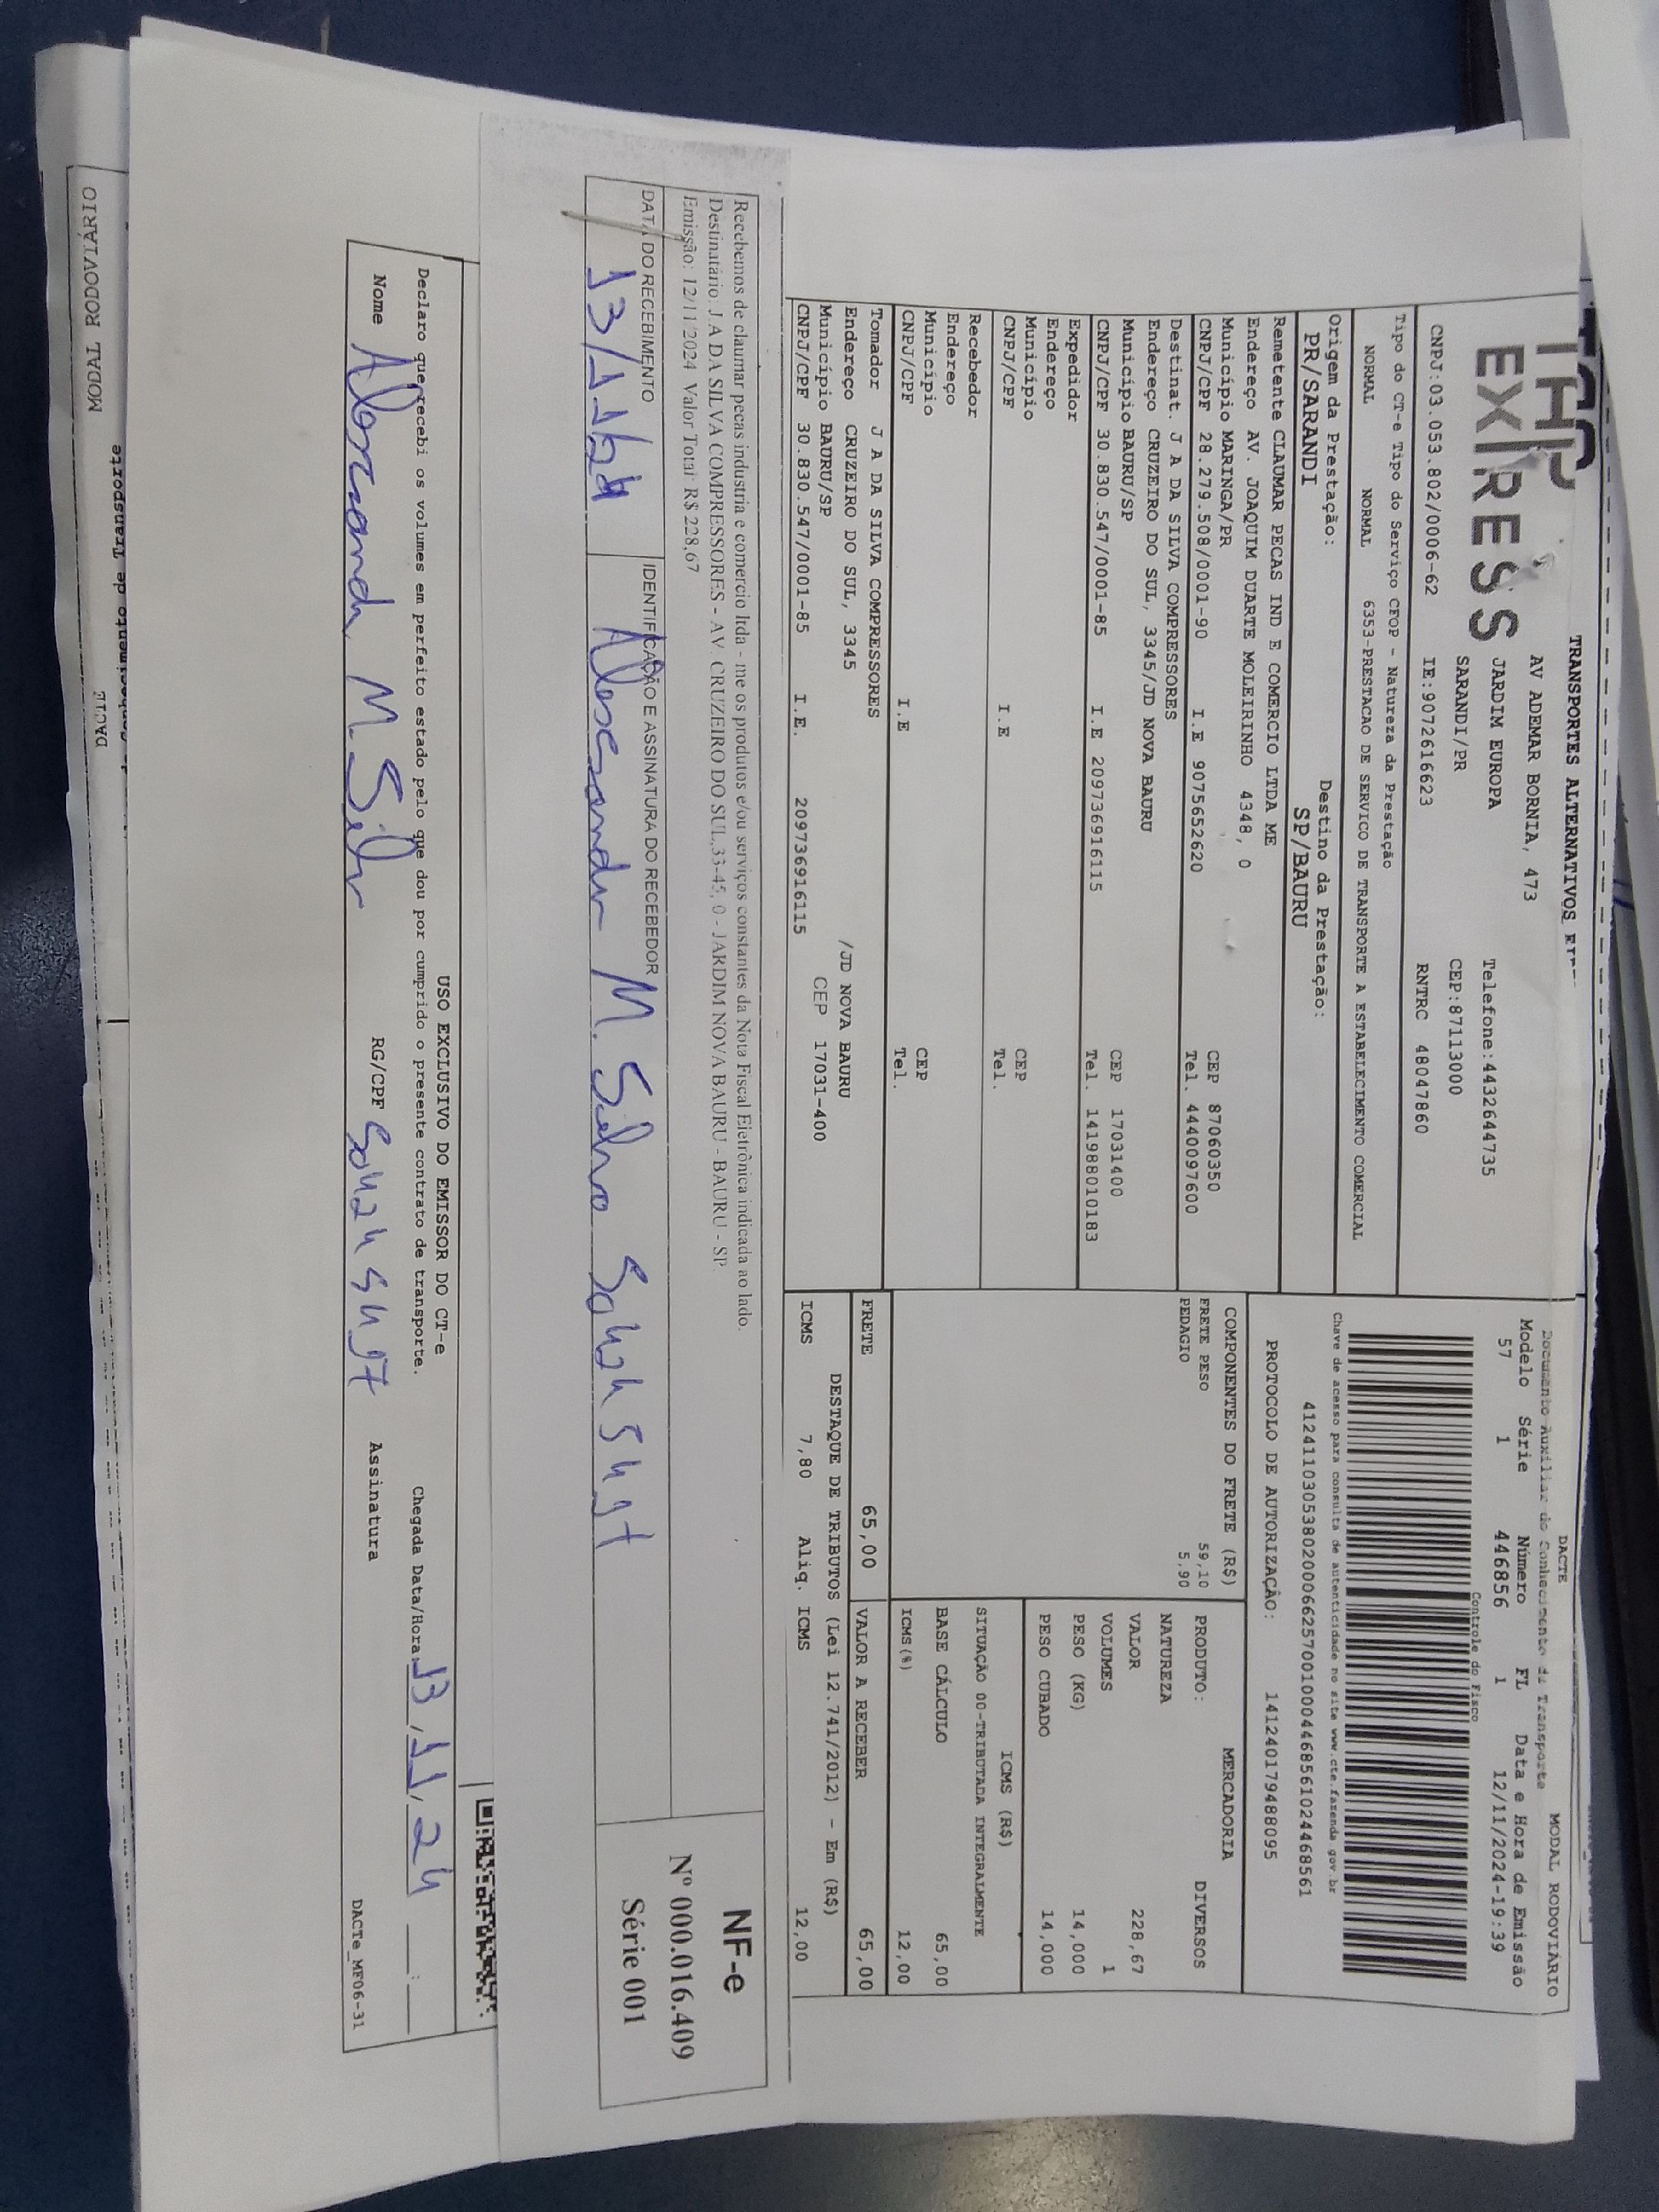 TRANSPORTES ALTERNATIVOS
EXPRESS
AV ADEMAR BORNIA, 473
JARDIM EUROPA
Telefone:4432644735
SARANDI/PR
CEP:87113000
CNPJ:03.053.802/0006-62
IE:9072616623
RNTRC 48047860
Tipo do CT-e Tipo do Serviço CFOP - Natureza da Prestação
NORMAL NORMAL 6353-PRESTACAO DE SERVICO DE TRANSPORTE A ESTABELECIMENTO COMERCIAL
Origem da Prestação: Destino da Prestação:
PR/SARANDI SP/BAURU
Remetente CLAUMAR PECAS IND E COMERCIO LTDA ME
Endereço AV. JOAQUIM DUARTE MOLEIRINHO 4348, 0
Município MARINGA/PR CEP 87060350
CNPJ/CPF 28.279.508/0001-90 I.E 9075652620 Tel. 4440097600
Destinat. J A DA SILVA COMPRESSORES
Endereço CRUZEIRO DO SUL, 3345/JD NOVA BAURU
Município BAURU/SP CEP 17031400
CNPJ/CPF 30.830.547/0001-85 I.E 209736916115 Tel. 14198801018​3
Expedidor
Endereço
Município CEP
CNPJ/CPF I.E Tel.
Recebedor
Endereço
Município CEP
CNPJ/CPF I.E Tel.
Tomador J A DA SILVA COMPRESSORES
Endereço CRUZEIRO DO SUL, 3345 /JD NOVA BAURU
Município BAURU/SP CEP 17031-400
CNPJ/CPF 30.830.547/0001-85 I.E. 209736916115
DACTE MODAL RODOVIÁRIO
Documento Auxiliar do Conhecimento de Transporte
Modelo Série Número FL Data e Hora de Emissão
57 1 446856 1 12/11/2024-19:39
Controle do Fisco
Chave de acesso para consulta de autenticidade no site www.cte.fazenda.gov.br
41241103053802000662570010004468561024468561
PROTOCOLO DE AUTORIZAÇÃO: 141240179488095
COMPONENTES DO FRETE (R$)
FRETE PESO 59,10
PEDAGIO 5,90
MERCADORIA
PRODUTO: DIVERSOS
NATUREZA
VALOR 228,67
VOLUMES 1
PESO (KG) 14,000
PESO CUBADO 14,000
ICMS (R$)
SITUAÇÃO 00-TRIBUTADA INTEGRALMENTE
BASE CÁLCULO 65,00
ICMS(%) 12,00
FRETE 65,00 VALOR A RECEBER 65,00
DESTAQUE DE TRIBUTOS (Lei 12.741/2012) - Em (R$)
ICMS 7,80 Aliq. ICMS 12,00
Recebemos de claumar pecas industria e comercio ltda - me os produtos e/ou serviços constantes da Nota Fiscal Eletrônica indicada ao lado.
Destinatário: J A DA SILVA COMPRESSORES - AV. CRUZEIRO DO SUL,33-45, 0 - JARDIM NOVA BAURU - BAURU - SP.
Emissão: 12/11/2024 Valor Total: R$ 228,67
DATA DO RECEBIMENTO IDENTIFICAÇÃO E ASSINATURA DO RECEBEDOR
13/11/24 M. Silva
NF-e
Nº 000.016.409
Série 001
USO EXCLUSIVO DO EMISSOR DO CT-e
Declaro que recebi os volumes em perfeito estado pelo que dou por cumprido o presente contrato de transporte. Chegada Data/Hora: 13/11/24
Nome M. Silv RG/CPF Assinatura
DACTe_MF06-31
Transporte
DACTE
MODAL RODOVIÁRIO